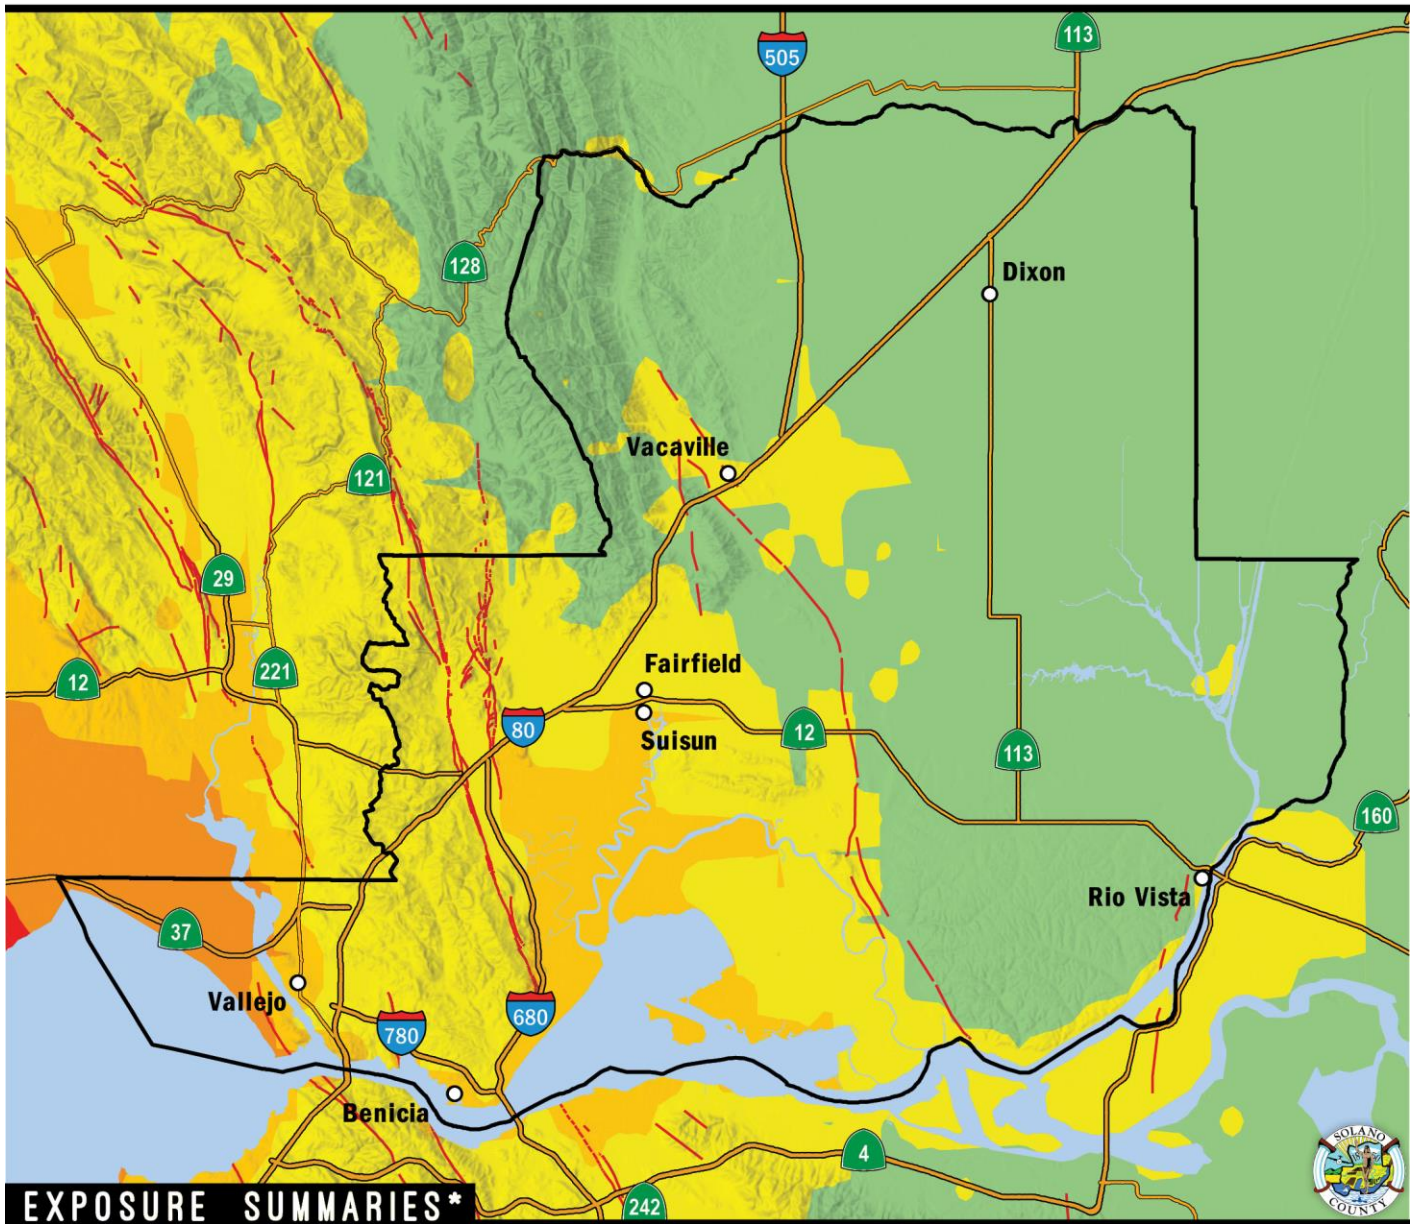 505
113
128
Dixon
Vacaville
121
29
12
221
Fairfield
80
Suisun
12
113
160
Rio Vista
37
Vallejo
680
780
Benicia
4
EXPOSURE SUMMARIES*
242
SOLANO
COUNTY